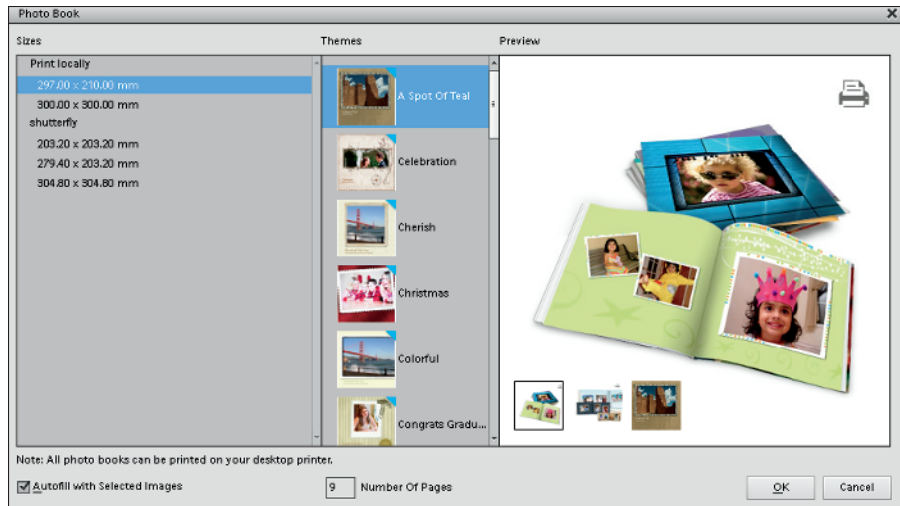 Photo Book
Sizes
Themes
Preview
Print locally
297.00 x 210.00 mm
300.00 x 300.00 mm
shutterfly
203.20 x 203.20 mm
279.40 x 203.20 mm
304.80 x 304.80 mm
A Spot Of Teal
Celebration
Cherish
Christmas
Colorful
Congrats Gradu...
Note: All photo books can be printed on your desktop printer.
Autofill with Selected Images
9 Number Of Pages
OK
Cancel